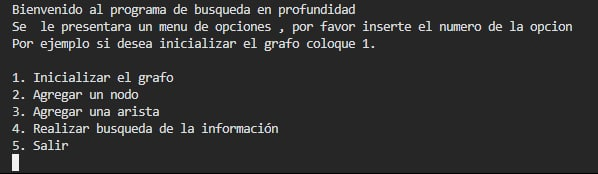 Bienvenido al programa de busqueda en profundidad
Se  le presentara un menu de opciones , por favor inserte el numero de la opcion
Por ejemplo si desea inicializar el grafo coloque 1.
1. Inicializar el grafo
2. Agregar un nodo
3. Agregar una arista
4. Realizar busqueda de la información
5. Salir